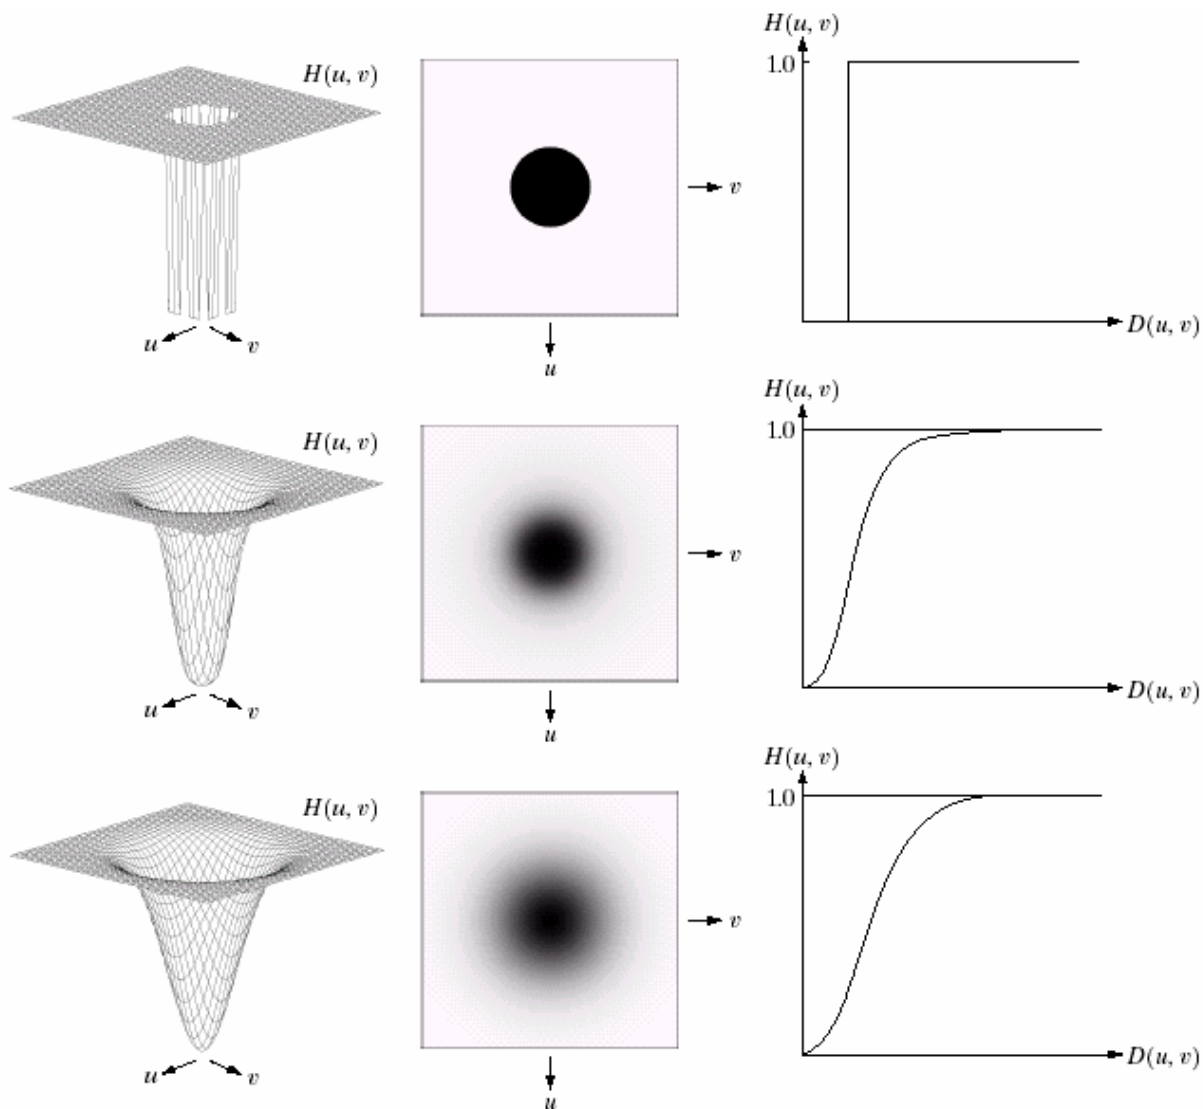 H(u, v)
H(u, v)
1.0
v
D(u, v)
u
v
u
H(u, v)
H(u, v)
1.0
v
D(u, v)
u
v
u
H(u, v)
H(u, v)
1.0
v
D(u, v)
u
v
u